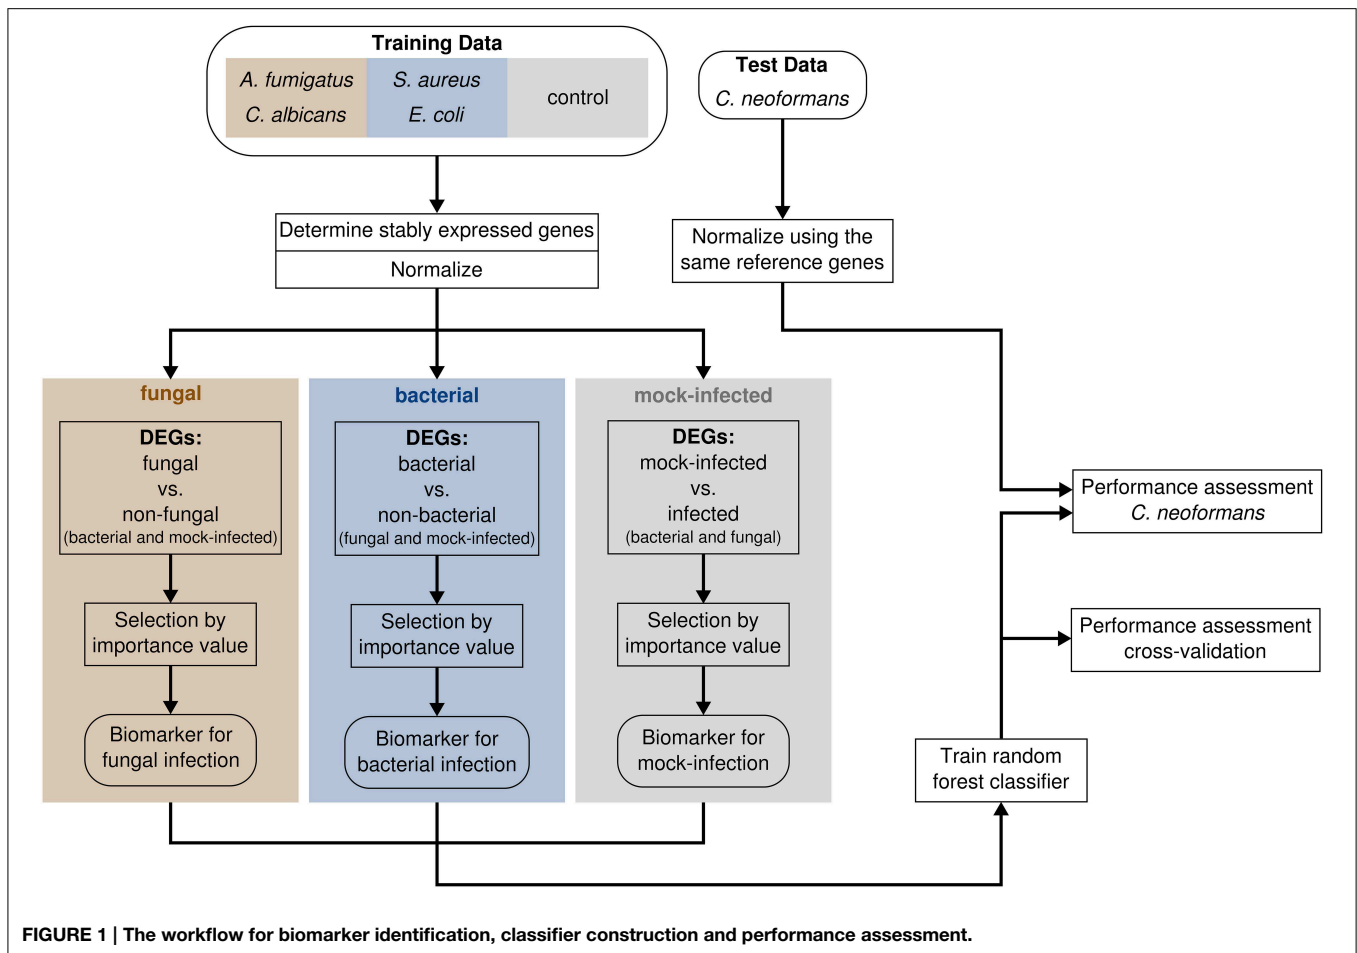 Training Data
A. fumigatus
C. albicans
S. aureus
E. coli
control
Test Data
C. neoformans
Determine stably expressed genes
Normalize
Normalize using the
same reference genes
fungal
DEGs:
fungal
vs.
non-fungal
(bacterial and mock-infected)
Selection by
importance value
Biomarker for
fungal infection
bacterial
DEGs:
bacterial
vs.
non-bacterial
(fungal and mock-infected)
Selection by
importance value
Biomarker for
bacterial infection
mock-infected
DEGs:
mock-infected
vs.
infected
(bacterial and fungal)
Selection by
importance value
Biomarker for
mock-infection
Performance assessment
C. neoformans
Performance assessment
cross-validation
Train random
forest classifier
FIGURE 1 | The workflow for biomarker identification, classifier construction and performance assessment.